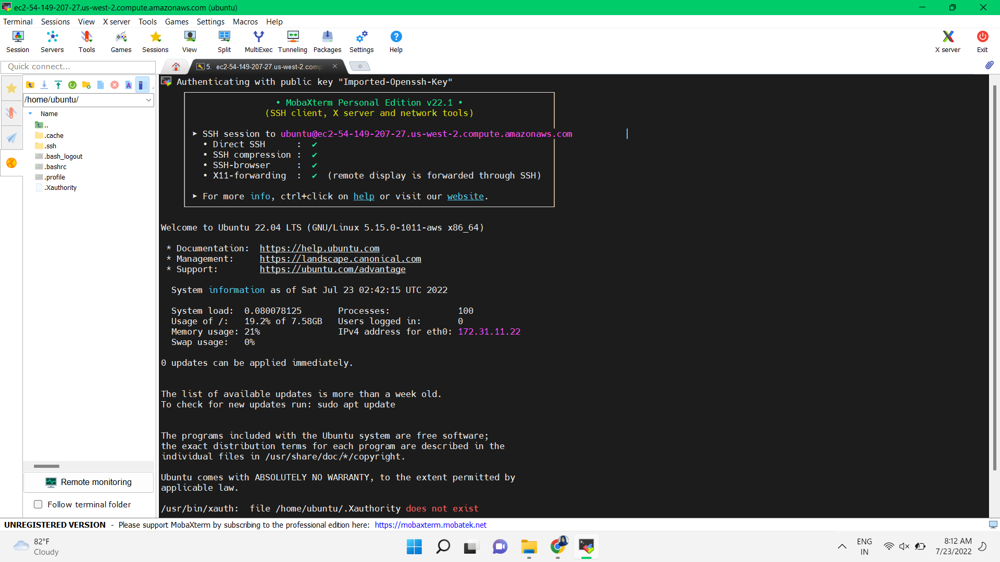 ec2-54-149-207-27.us-west-2.compute.amazonaws.com (ubuntu)
Terminal Sessions View X server Tools Games Settings Macros Help
Session Servers Tools Games Sessions View Split MultiExec Tunneling Packages Settings Help X server Exit
Quick connect...
5. ec2-54-149-207-27.us-west-2.comp
/home/ubuntu/
Name
..
.cache
.ssh
.bash_logout
.bashrc
.profile
.Xauthority
Remote monitoring
Follow terminal folder
Authenticating with public key "Imported-Openssh-Key"
• MobaXterm Personal Edition v22.1 •
(SSH client, X server and network tools)
➤ SSH session to ubuntu@ec2-54-149-207-27.us-west-2.compute.amazonaws.com
• Direct SSH : ✔
• SSH compression : ✔
• SSH-browser : ✔
• X11-forwarding : ✔ (remote display is forwarded through SSH)
➤ For more info, ctrl+click on help or visit our website.
Welcome to Ubuntu 22.04 LTS (GNU/Linux 5.15.0-1011-aws x86_64)
* Documentation: https://help.ubuntu.com
* Management: https://landscape.canonical.com
* Support: https://ubuntu.com/advantage
System information as of Sat Jul 23 02:42:15 UTC 2022
System load: 0.080078125 Processes: 100
Usage of /: 19.2% of 7.58GB Users logged in: 0
Memory usage: 21% IPv4 address for eth0: 172.31.11.22
Swap usage: 0%
0 updates can be applied immediately.
The list of available updates is more than a week old.
To check for new updates run: sudo apt update
The programs included with the Ubuntu system are free software;
the exact distribution terms for each program are described in the
individual files in /usr/share/doc/*/copyright.
Ubuntu comes with ABSOLUTELY NO WARRANTY, to the extent permitted by
applicable law.
/usr/bin/xauth: file /home/ubuntu/.Xauthority does not exist
UNREGISTERED VERSION - Please support MobaXterm by subscribing to the professional edition here: https://mobaxterm.mobatek.net
82°F
Cloudy
ENG
IN
8:12 AM
7/23/2022